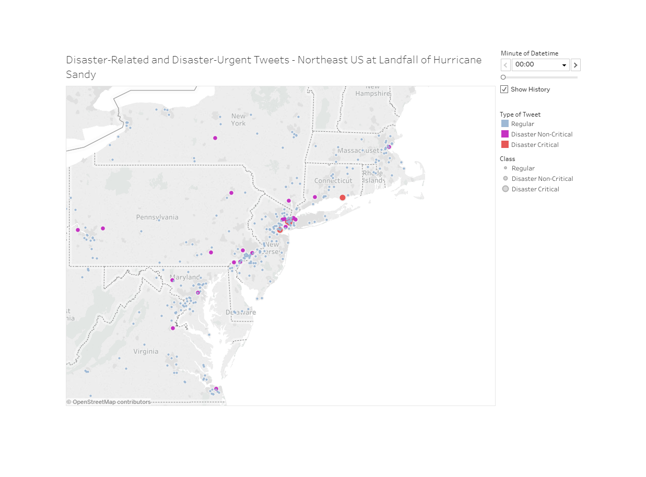 Disaster-Related and Disaster-Urgent Tweets - Northeast US at Landfall of Hurricane
Sandy
Minute of Datetime
00:00
Show History
Type of Tweet
Regular
Disaster Non-Critical
Disaster Critical
Class
Regular
Disaster Non-Critical
Disaster Critical
New
Hampshire
New
York
Massachusetts
Connecticut
Rhode
Island
Pennsylvania
New
Jersey
Maryland
Delaware
Virginia
© OpenStreetMap contributors